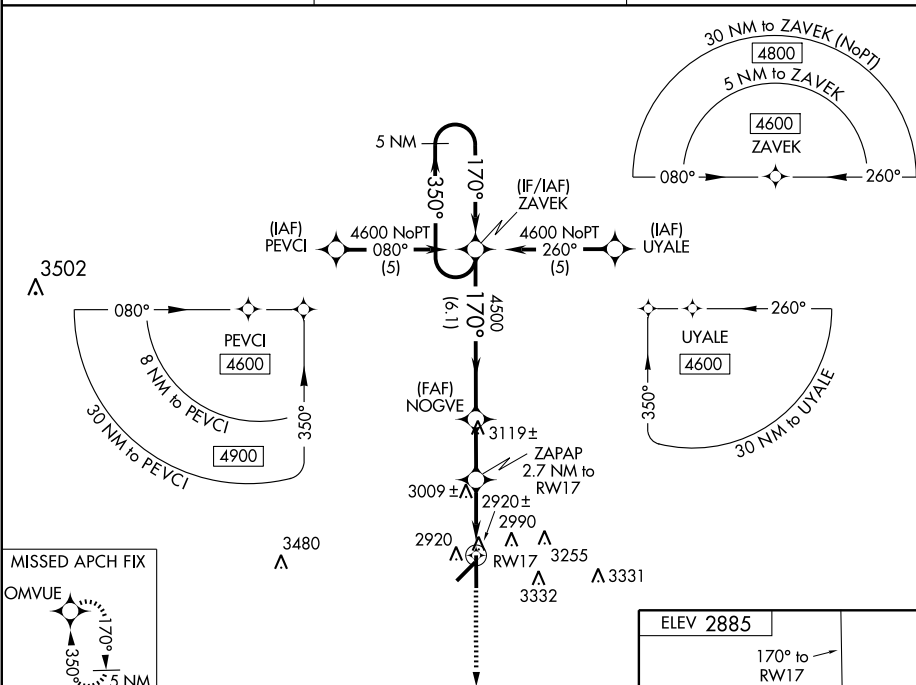 30 NM to ZAVEK (NoPT)
4800
5 NM to ZAVEK
4600
ZAVEK
080°
260°
5 NM
350°
170°
(IF/IAF)
ZAVEK
(IAF)
PEVCI
4600 NoPT
080°
(5)
4600 NoPT
260°
(5)
(IAF)
UYALE
3502
4500
170°
(6.1)
080°
PEVCI
4600
8 NM to PEVCI
350°
4900
30 NM to PEVCI
260°
UYALE
4600
350°
30 NM to UYALE
(FAF)
NOGVE
3119±
ZAPAP
2.7 NM to
RW17
3009±
2920±
2990
2920
RW17
3255
3480
3332
3331
MISSED APCH FIX
OMVUE
170°
350°
5 NM
ELEV 2885
170° to
RW17